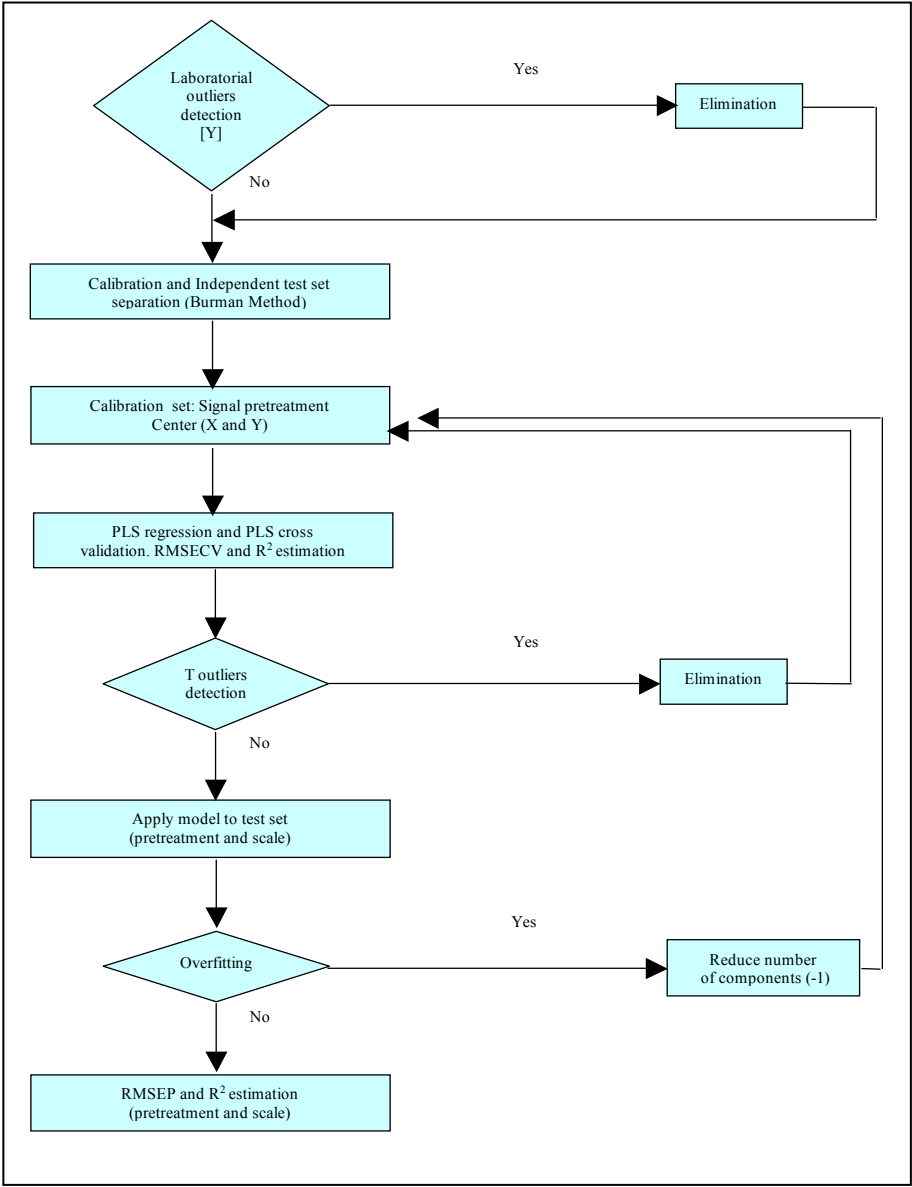 Laboratorial
outliers
detection
[Y]
Yes
Elimination
No
Calibration and Independent test set
separation (Burman Method)
Calibration set: Signal pretreatment
Center (X and Y)
PLS regression and PLS cross
validation. RMSECV and R² estimation
T outliers
detection
Yes
Elimination
No
Apply model to test set
(pretreatment and scale)
Overfitting
Yes
Reduce number
of components (-1)
No
RMSEP and R² estimation
(pretreatment and scale)